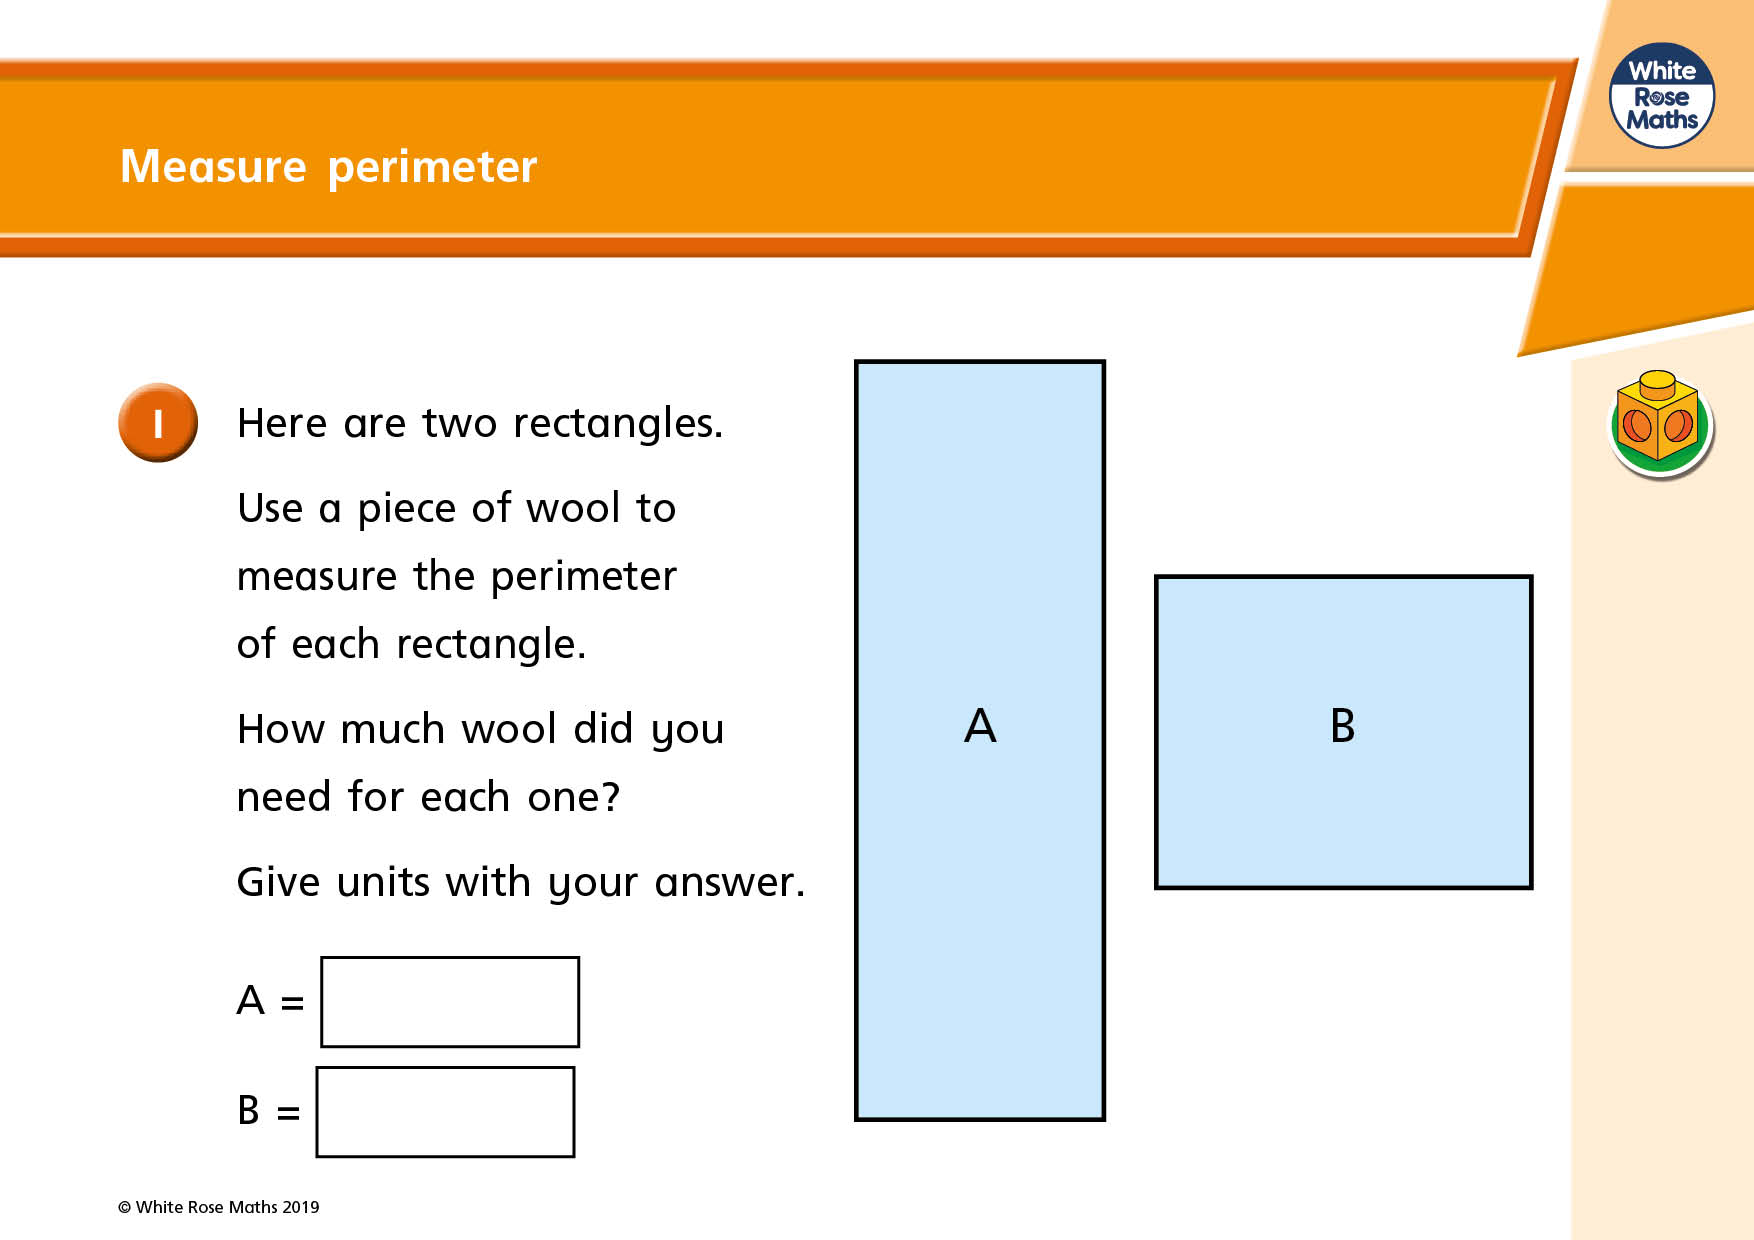 White
Rose
Maths
Measure perimeter
1 Here are two rectangles.
Use a piece of wool to
measure the perimeter
of each rectangle.
How much wool did you
need for each one?
Give units with your answer.
A =
B =
A
B
© White Rose Maths 2019